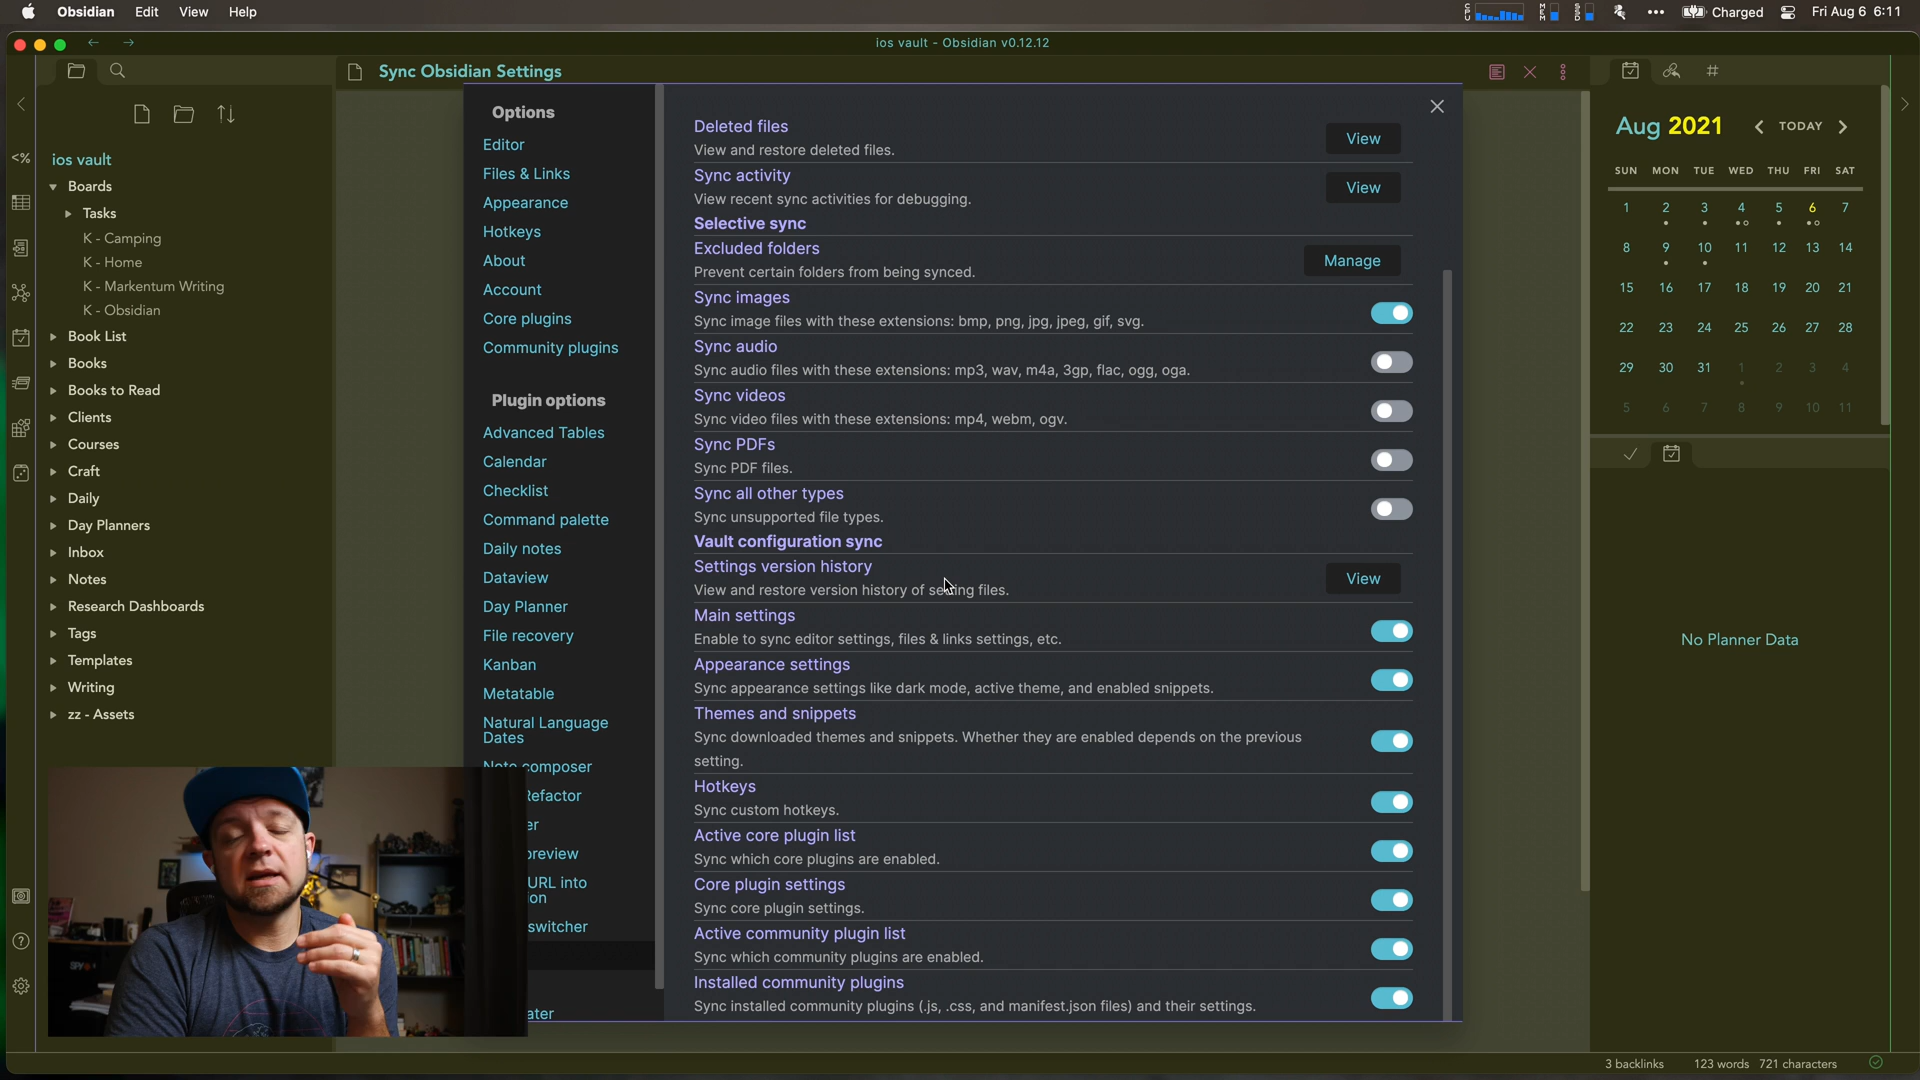 Obsidian Edit View Help
Charged Fri Aug 6 6:11
ios vault - Obsidian v0.12.12
Sync Obsidian Settings
ios vault
Boards
Tasks
K - Camping
K - Home
K - Markentum Writing
K - Obsidian
Book List
Books
Books to Read
Clients
Courses
Craft
Daily
Day Planners
Inbox
Notes
Research Dashboards
Tags
Templates
Writing
zz - Assets
Options
Editor
Files & Links
Appearance
Hotkeys
About
Account
Core plugins
Community plugins
Plugin options
Advanced Tables
Calendar
Checklist
Command palette
Daily notes
Dataview
Day Planner
File recovery
Kanban
Metatable
Natural Language
Dates
Note composer
Refactor
er
preview
URL into
ion
switcher
ater
Deleted files
View and restore deleted files.
View
Sync activity
View recent sync activities for debugging.
View
Selective sync
Excluded folders
Prevent certain folders from being synced.
Manage
Sync images
Sync image files with these extensions: bmp, png, jpg, jpeg, gif, svg.
Sync audio
Sync audio files with these extensions: mp3, wav, m4a, 3gp, flac, ogg, oga.
Sync videos
Sync video files with these extensions: mp4, webm, ogv.
Sync PDFs
Sync PDF files.
Sync all other types
Sync unsupported file types.
Vault configuration sync
Settings version history
View and restore version history of setting files.
View
Main settings
Enable to sync editor settings, files & links settings, etc.
Appearance settings
Sync appearance settings like dark mode, active theme, and enabled snippets.
Themes and snippets
Sync downloaded themes and snippets. Whether they are enabled depends on the previous
setting.
Hotkeys
Sync custom hotkeys.
Active core plugin list
Sync which core plugins are enabled.
Core plugin settings
Sync core plugin settings.
Active community plugin list
Sync which community plugins are enabled.
Installed community plugins
Sync installed community plugins (.js, .css, and manifest.json files) and their settings.
Aug 2021 TODAY
SUN MON TUE WED THU FRI SAT
1 2 3 4 5 6 7
8 9 10 11 12 13 14
15 16 17 18 19 20 21
22 23 24 25 26 27 28
29 30 31 1 2 3 4
5 6 7 8 9 10 11
No Planner Data
3 backlinks 123 words 721 characters